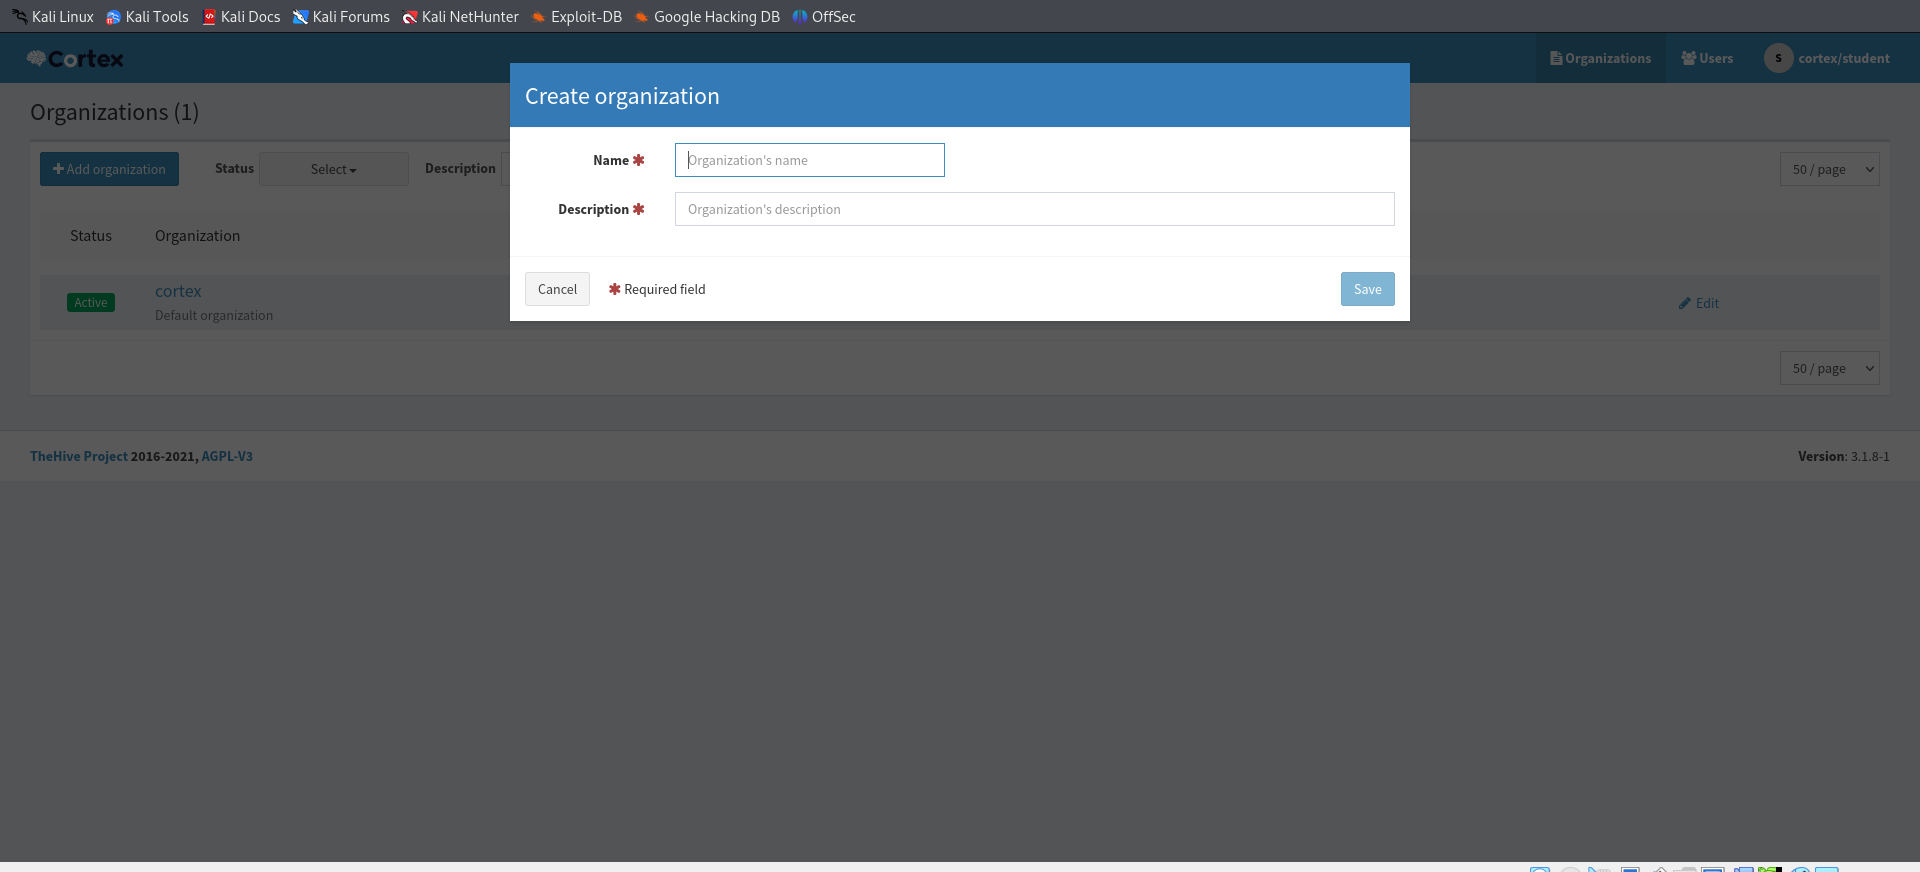 Kali Linux Kali Tools Kali Docs Kali Forums Kali NetHunter Exploit-DB Google Hacking DB OffSec
Cortex Organizations Users S cortex/student
Create organization
Organizations (1)
Name Organization's name
Add organization Status Select Description 50 / page
Description Organization's description
Status Organization
Cancel Required field Save
cortex
Active Edit
Default organization
50 / page
TheHive Project 2016-2021, AGPL-V3 Version: 3.1.8-1